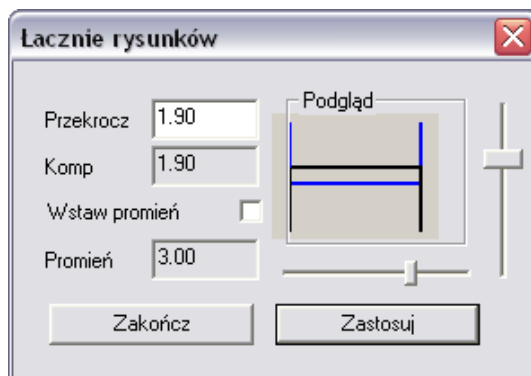 Łacznie rysunków
Przekrocz 1.90
Podgląd
Komp 1.90
Wstaw promień
Promień 3.00
Zakończ Zastosuj